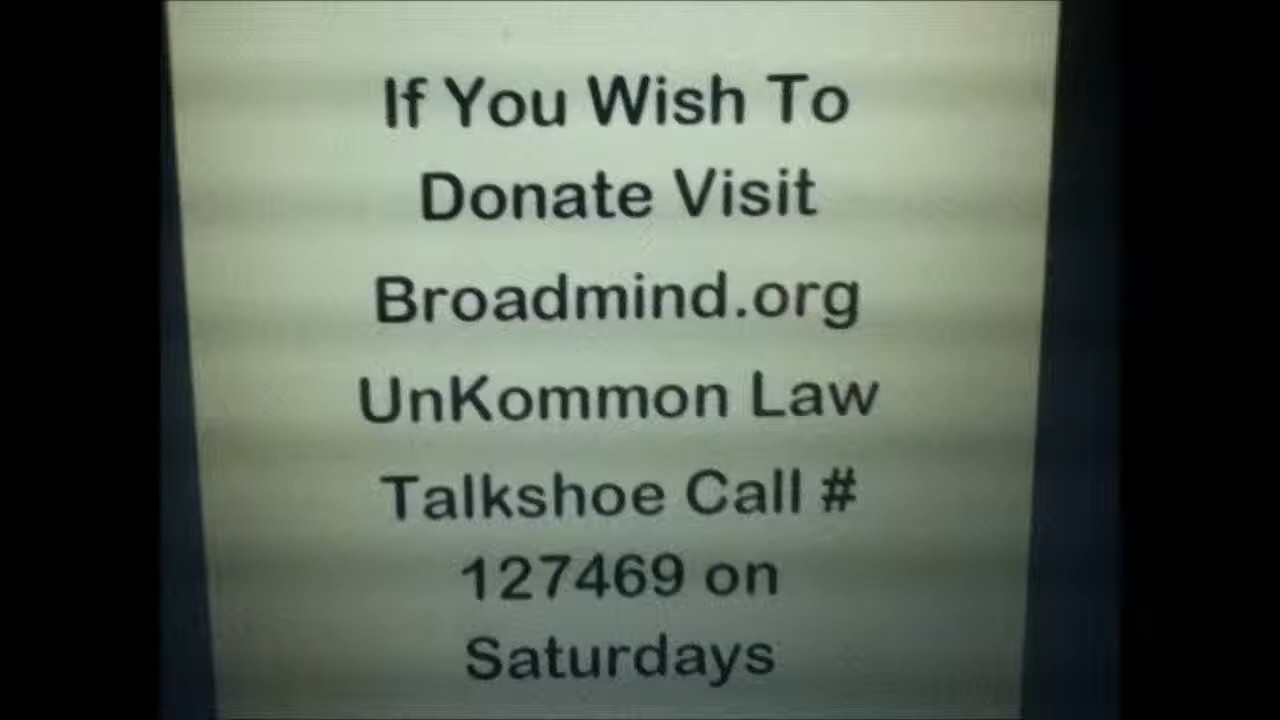 If You Wish To
Donate Visit
Broadmind.org
UnKommon Law
Talkshoe Call #
127469 on
Saturdays